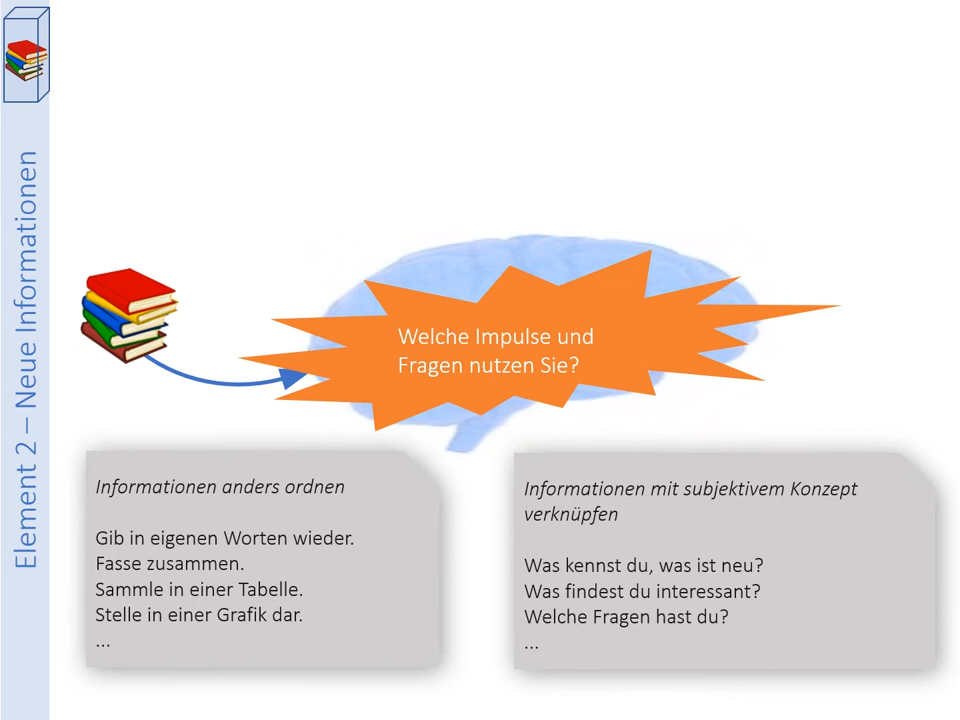 Element 2 – Neue Informationen
Welche Impulse und
Fragen nutzen Sie?
Informationen anders ordnen
Gib in eigenen Worten wieder.
Fasse zusammen.
Sammle in einer Tabelle.
Stelle in einer Grafik dar.
...
Informationen mit subjektivem Konzept
verknüpfen
Was kennst du, was ist neu?
Was findest du interessant?
Welche Fragen hast du?
...